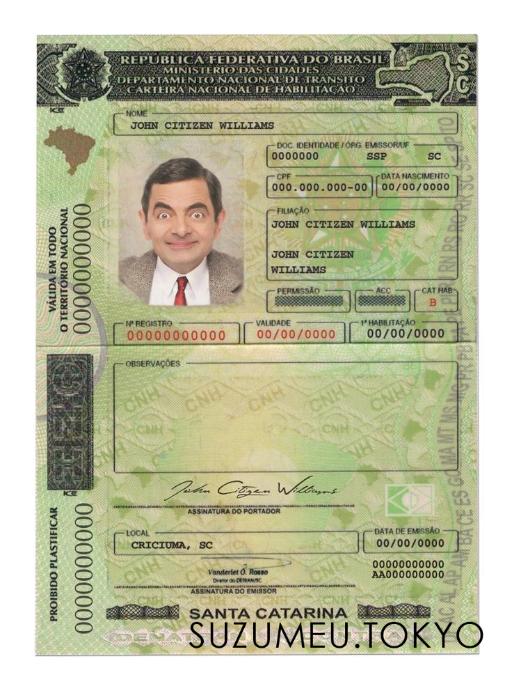 REPÚBLICA FEDERATIVA DO BRASIL
MINISTÉRIO DAS CIDADES
DEPARTAMENTO NACIONAL DE TRÂNSITO
CARTEIRA NACIONAL DE HABILITAÇÃO
SC
NOME
JOHN CITIZEN WILLIAMS
DOC. IDENTIDADE / ÓRG. EMISSOR/UF
0000000 SSP SC
CPF
000.000.000-00
DATA NASCIMENTO
00/00/0000
FILIAÇÃO
JOHN CITIZEN WILLIAMS
JOHN CITIZEN
WILLIAMS
PERMISSÃO
ACC
CAT HAB
B
Nº REGISTRO
00000000000
VALIDADE
00/00/0000
1ª HABILITAÇÃO
00/00/0000
VÁLIDA EM TODO
O TERRITÓRIO NACIONAL
0000000000
OBSERVAÇÕES
CNH
John Citizen Williams
ASSINATURA DO PORTADOR
LOCAL
CRICIUMA, SC
DATA DE EMISSÃO
00/00/0000
Vanderlei O. Rosso
Diretor do DETRAN/SC
ASSINATURA DO EMISSOR
00000000000
AA000000000
PROIBIDO PLASTIFICAR
0000000000
SANTA CATARINA
SUZUMEU.TOKYO